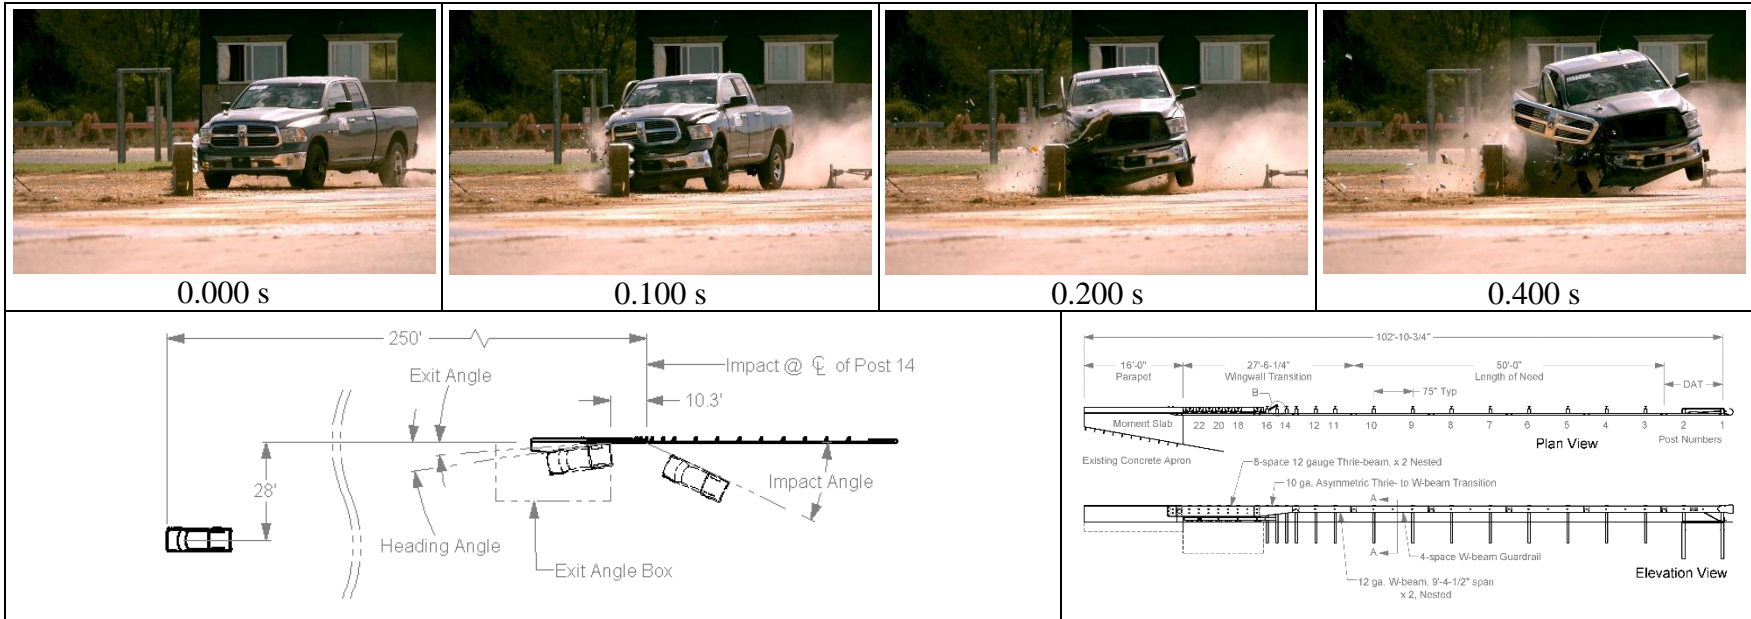 0.000 s
0.100 s
0.200 s
0.400 s
250'
Impact @ ℄ of Post 14
Exit Angle
10.3'
Impact Angle
28'
Heading Angle
Exit Angle Box
102'-10-3/4"
16'-0"
Parapet
27'-6-1/4"
Wingwall Transition
50'-0"
Length of Need
DAT
75" Typ
B
Moment Slab
22 20 18 16 14 12 11 10 9 8 7 6 5 4 3 2 1
Plan View
Post Numbers
Existing Concrete Apron
8-space 12 gauge Thrie-beam, x 2 Nested
10 ga. Asymmetric Thrie- to W-beam Transition
A
A
4-space W-beam Guardrail
12 ga. W-beam, 9'-4-1/2" span
x 2, Nested
Elevation View